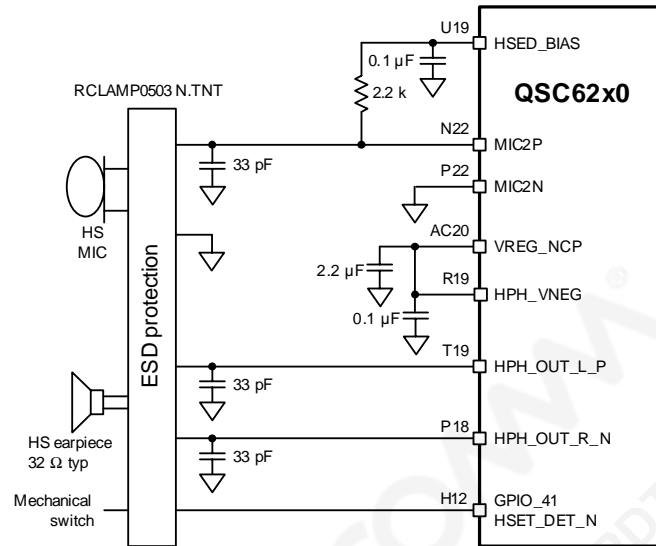 U19
HSED_BIAS
0.1 µF
QSC62x0
RCLAMP0503 N.TNT
2.2 k
N22
MIC2P
33 pF
P22
MIC2N
HS
MIC
AC20
VREG_NCP
2.2 µF
R19
HPH_VNEG
0.1 µF
ESD protection
T19
HPH_OUT_L_P
33 pF
P18
HPH_OUT_R_N
HS earpiece
32 Ω typ
33 pF
Mechanical
switch
H12
GPIO_41
HSET_DET_N